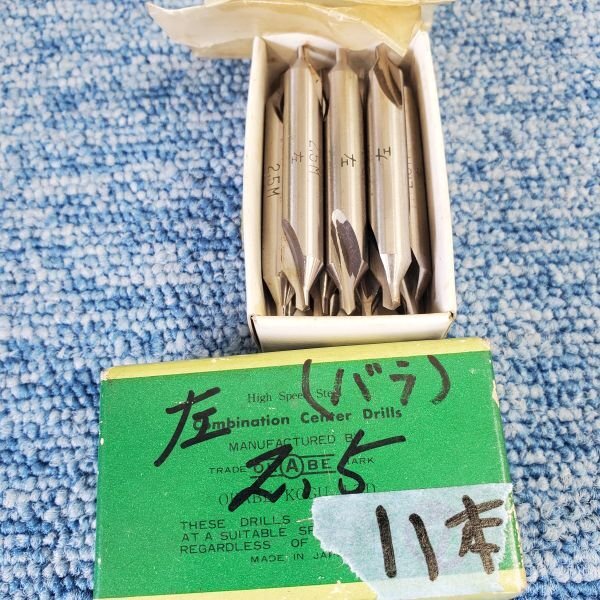 2.5M
左
2.5M
左
左
左 (バラ)
2,5
11本
High Speed Steel
Combination Center Drills
MANUFACTURED BY
TRADE MARK
THESE DRILLS
AT A SUITABLE
REGARDLESS OF
MADE IN JAPAN